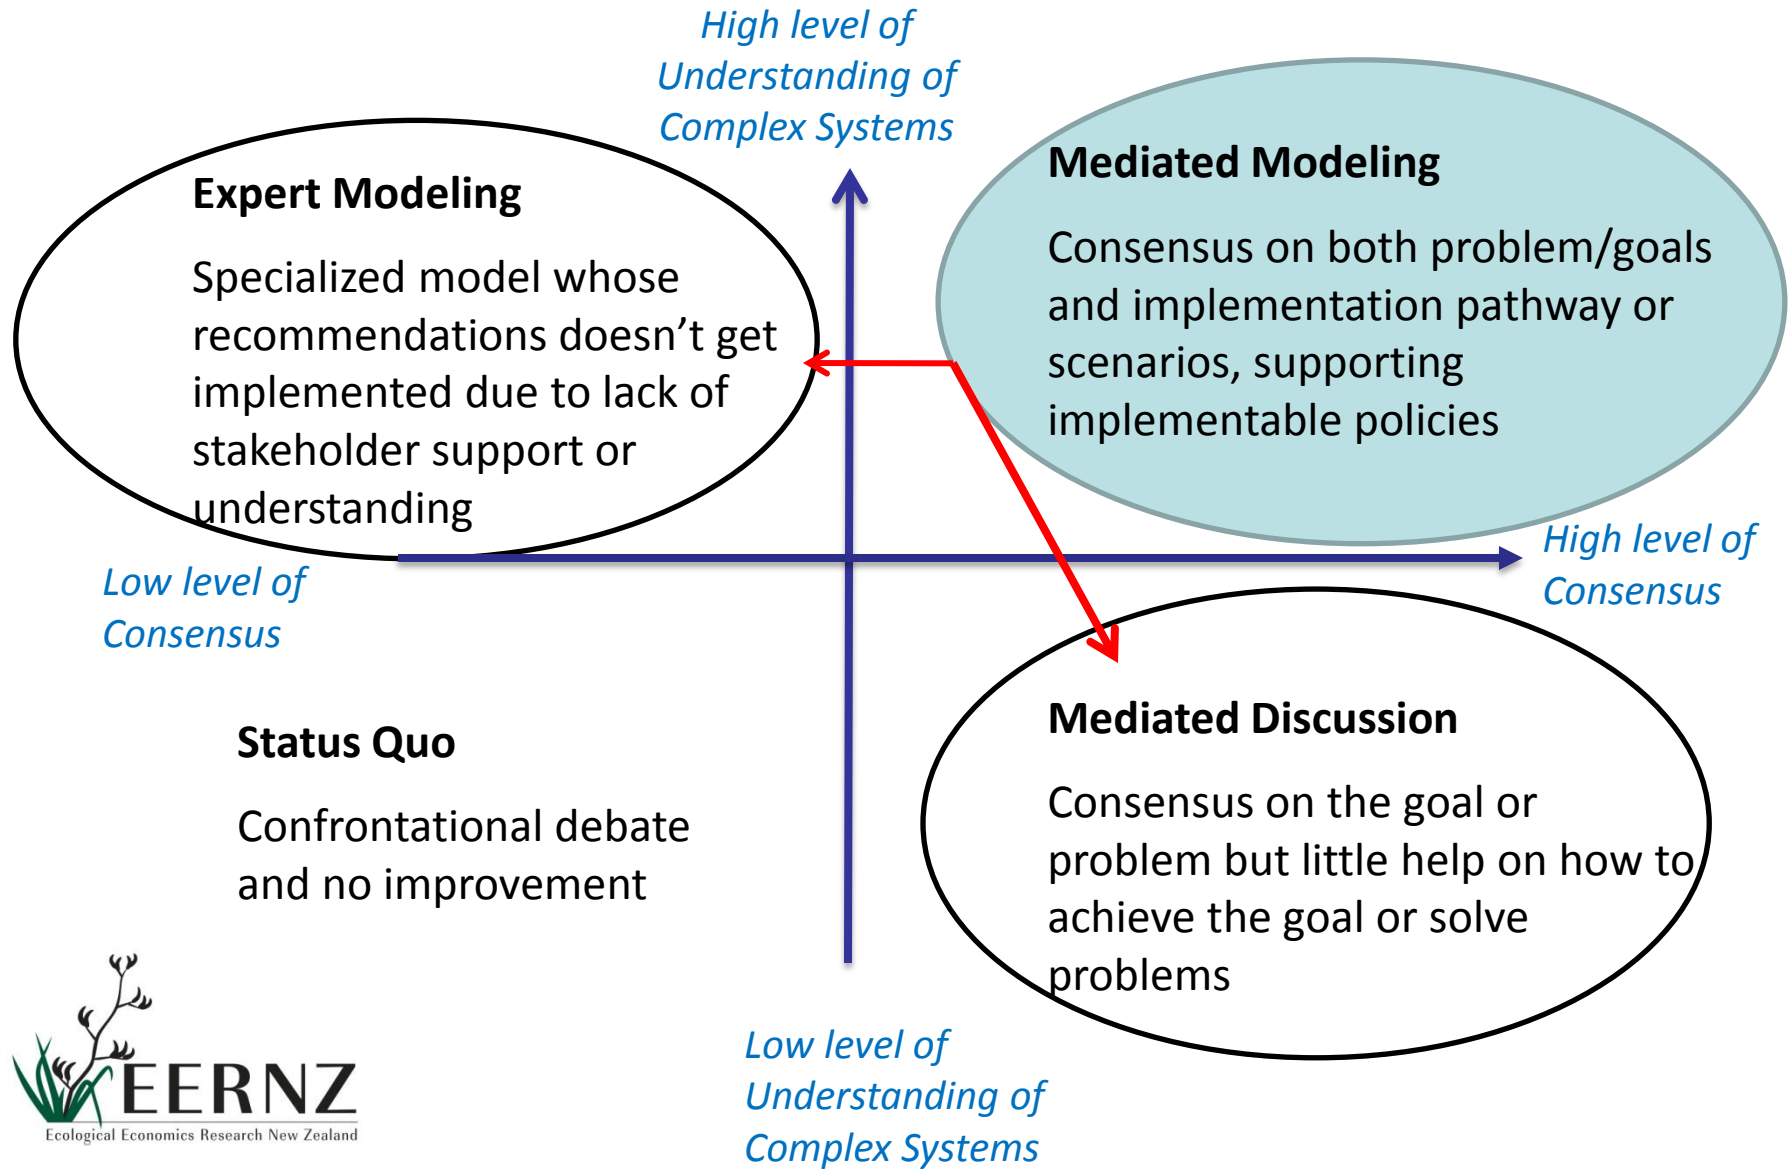 High level of
Understanding of
Complex Systems
Expert Modeling
Specialized model whose
recommendations doesn’t get
implemented due to lack of
stakeholder support or
understanding
Mediated Modeling
Consensus on both problem/goals
and implementation pathway or
scenarios, supporting
implementable policies
Low level of
Consensus
High level of
Consensus
Status Quo
Confrontational debate
and no improvement
Mediated Discussion
Consensus on the goal or
problem but little help on how to
achieve the goal or solve
problems
Low level of
Understanding of
Complex Systems
EERNZ
Ecological Economics Research New Zealand